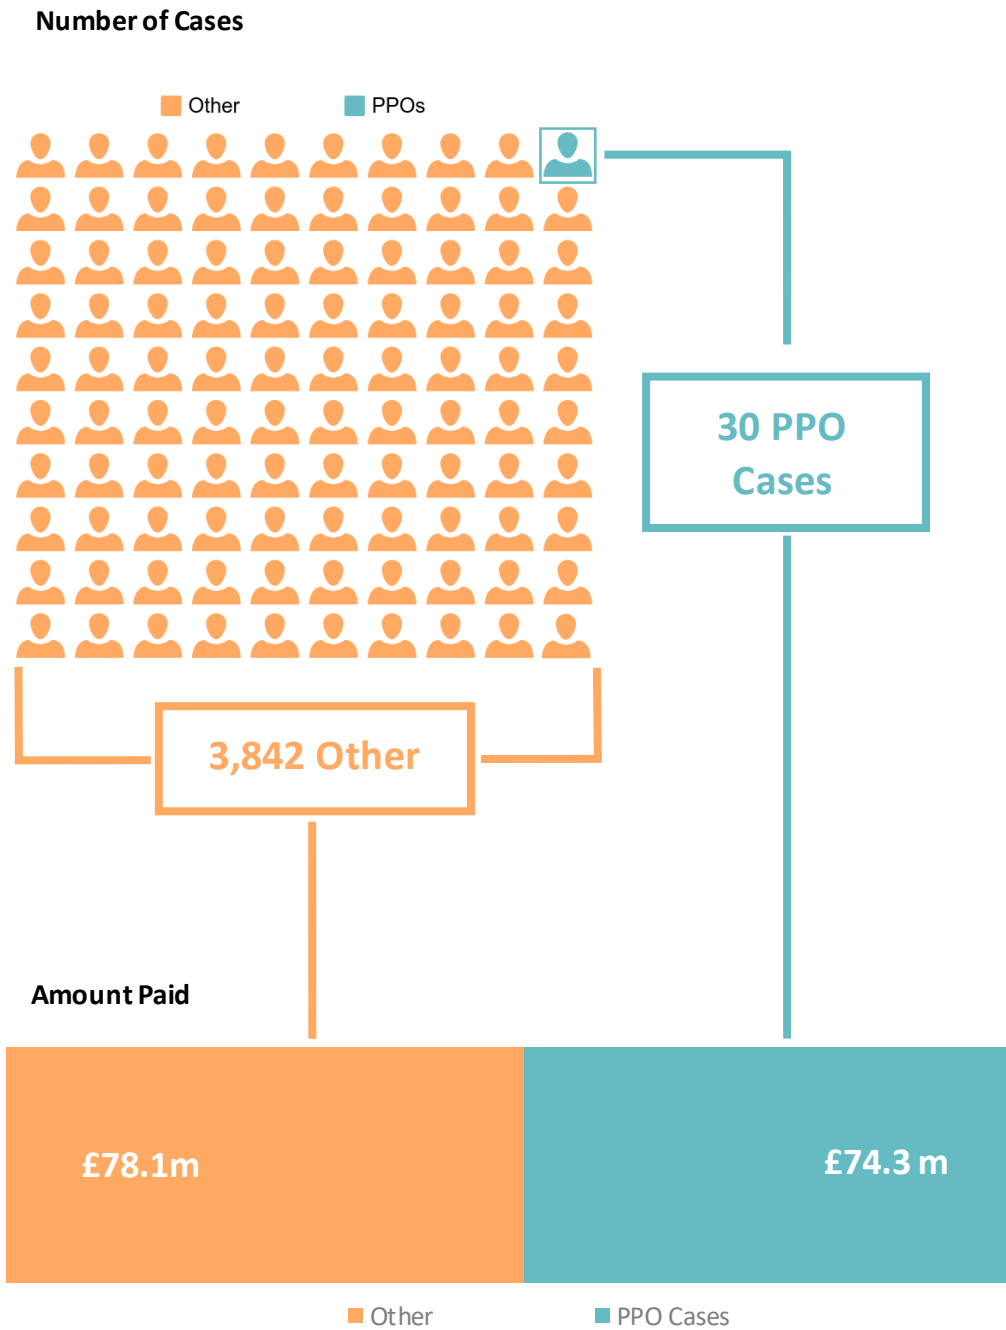 Number of Cases
Other PPOs
30 PPO
Cases
3,842 Other
Amount Paid
£78.1m £74.3 m
Other PPO Cases